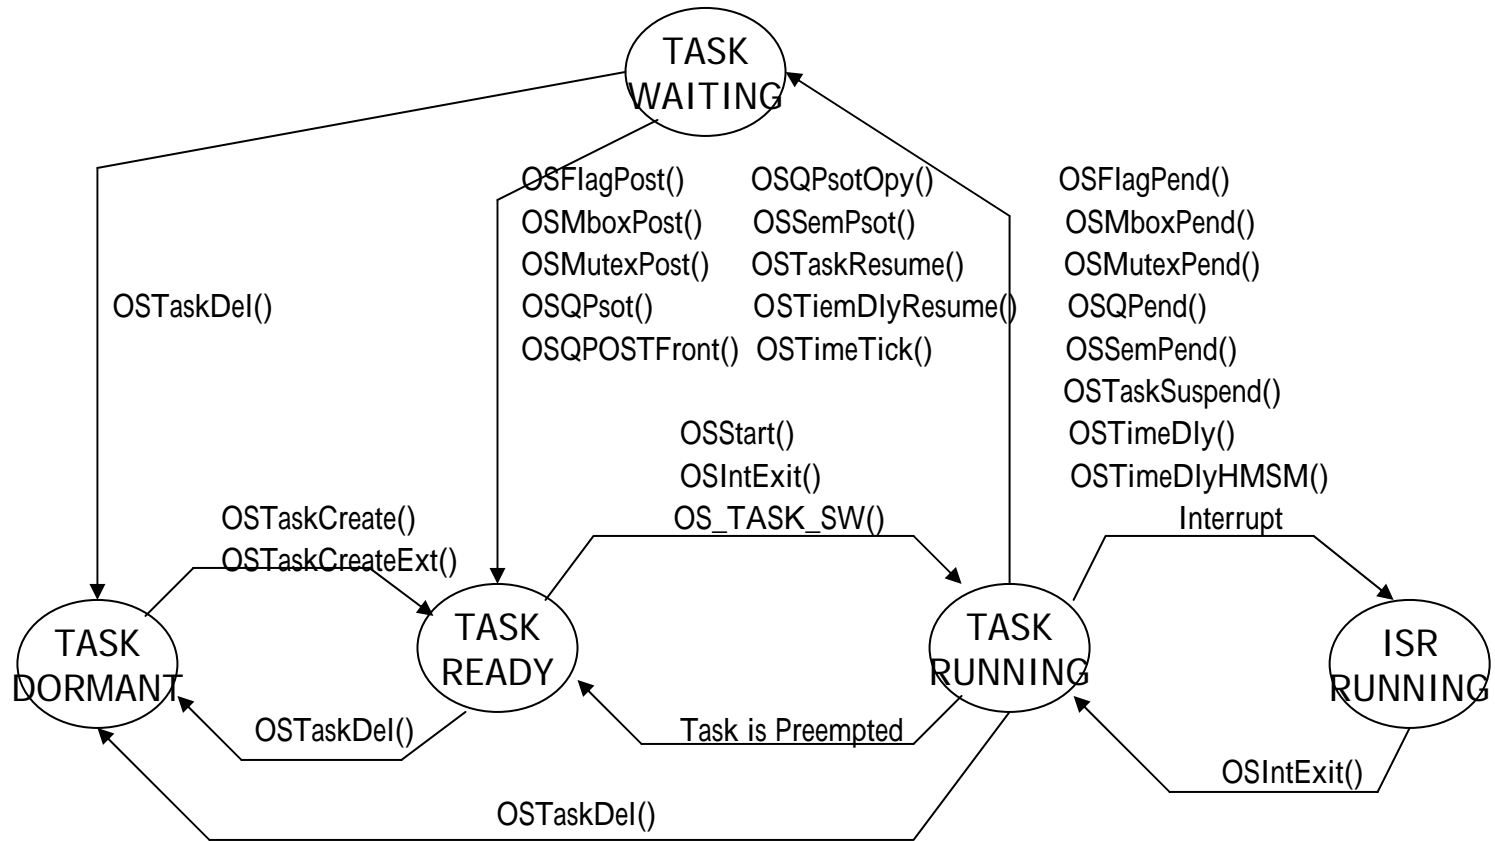 TASK
WAITING
OSFlagPost() OSQPsotOpy() OSFlagPend()
OSMboxPost() OSSemPsot() OSMboxPend()
OSMutexPost() OSTaskResume() OSMutexPend()
OSTaskDel() OSQPsot() OSTiemDlyResume() OSQPend()
OSQPOSTFront() OSTimeTick() OSSemPend()
OSTaskSuspend()
OSStart() OSTimeDly()
OSIntExit() OSTimeDlyHMSM()
OSTaskCreate() OS_TASK_SW() Interrupt
OSTaskCreateExt()
TASK
DORMANT
TASK
READY
TASK
RUNNING
ISR
RUNNING
OSTaskDel() Task is Preempted
OSIntExit()
OSTaskDel()